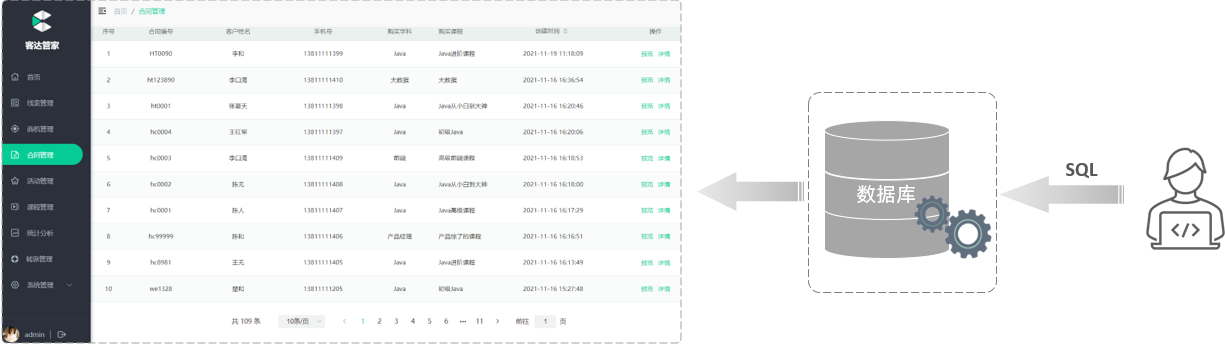 客达管家
首页
线索管理
商机管理
合同管理
活动管理
课程管理
统计分析
转派管理
系统管理
admin
首页 / 合同管理
序号 合同编号 客户姓名 手机号 购买学科 购买课程 创建时间 操作
1 HT0090 李和 13811111399 Java Java进阶课程 2021-11-19 11:18:09 预览 详情
2 ht123890 李口渴 13811111410 大数据 大数据 2021-11-16 16:36:54 预览 详情
3 ht0001 张蓝天 13811111398 Java Java从小白到大神 2021-11-16 16:20:46 预览 详情
4 hc0004 王红军 13811111397 Java 初级Java 2021-11-16 16:20:06 预览 详情
5 hc0003 李口渴 13811111409 前端 高级前端课程 2021-11-16 16:18:53 预览 详情
6 hc0002 陈无 13811111408 Java Java从小白到大神 2021-11-16 16:18:00 预览 详情
7 hc0001 陈人 13811111407 Java Java高级课程 2021-11-16 16:17:29 预览 详情
8 hc99999 陈和 13811111406 产品经理 产品惊了的课程 2021-11-16 16:16:51 预览 详情
9 hc8981 王无 13811111405 Java Java进阶课程 2021-11-16 16:13:49 预览 详情
10 we1328 楚和 13811111205 Java 初级Java 2021-11-16 15:27:48 预览 详情
共 109 条 10条/页 1 2 3 4 5 6 ••• 11 前往 1 页
数据库
SQL